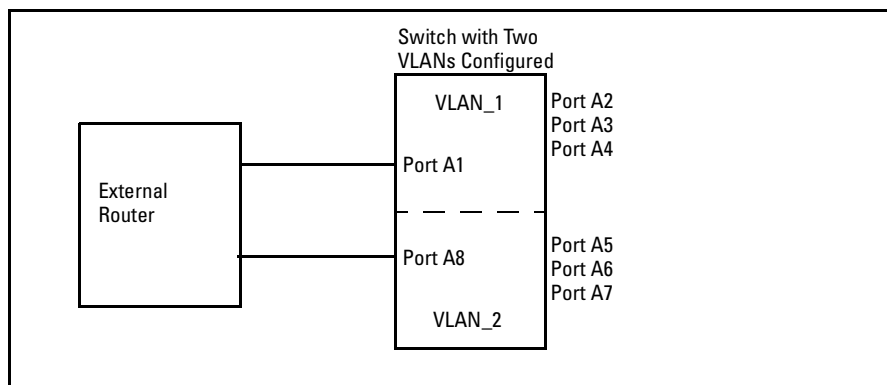 Switch with Two
VLANs Configured
VLAN_1
Port A2
Port A3
Port A4
Port A1
External
Router
Port A8
Port A5
Port A6
Port A7
VLAN_2